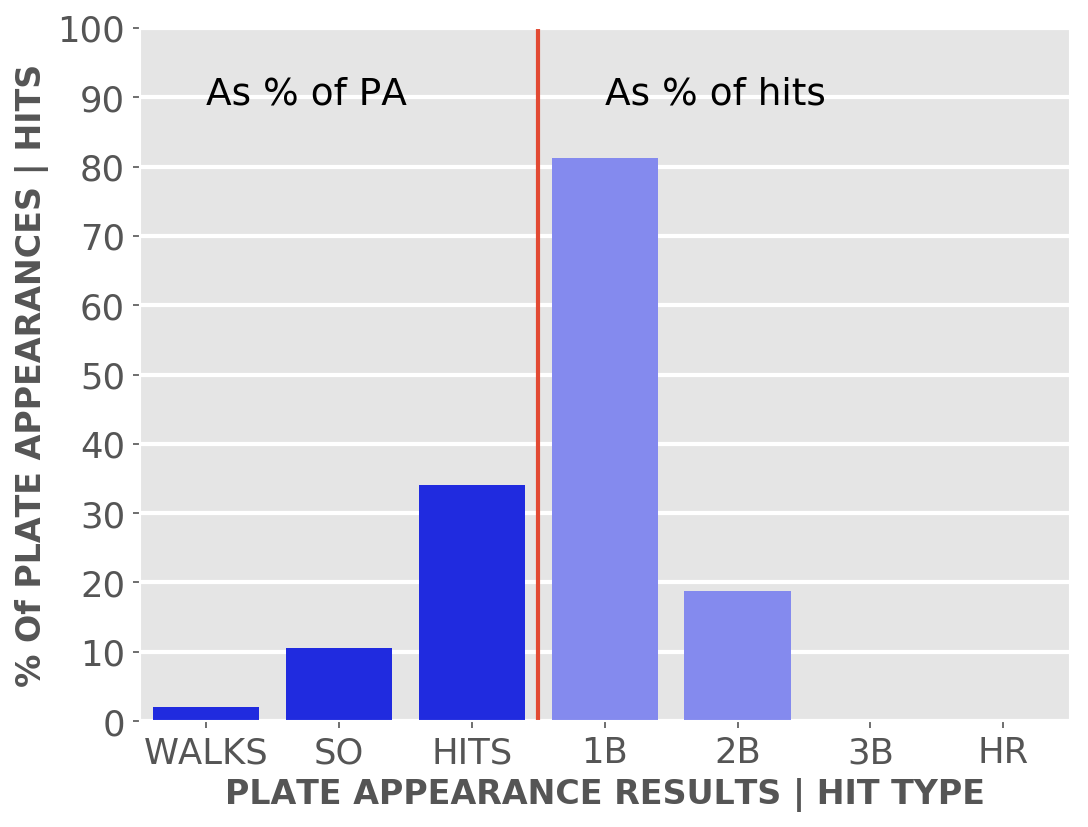 100
90
80
70
60
50
40
30
20
10
0
% Of PLATE APPEARANCES | HITS
As % of PA
As % of hits
WALKS SO HITS 1B 2B 3B HR
PLATE APPEARANCE RESULTS | HIT TYPE